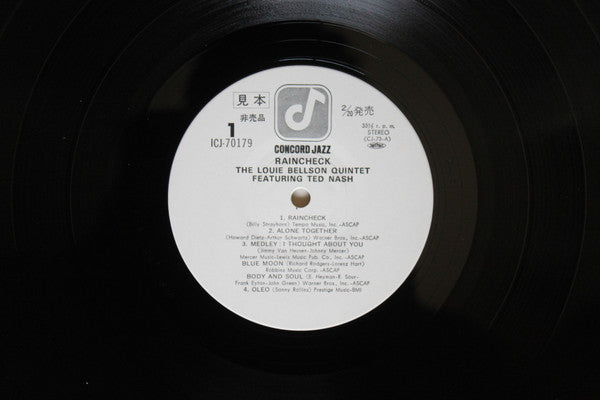 見本
非売品
2/20発売
1
ICJ-70179
33⅓ r. p. m.
STEREO
(CJ-73-A)
CONCORD JAZZ
RAINCHECK
THE LOUIE BELLSON QUINTET
FEATURING TED NASH
1. RAINCHECK
(Billy Strayhorn) Tempo Music, Inc.-ASCAP
2. ALONE TOGETHER
(Howard Dietz-Arthur Schwartz) Warner Bros., Inc.-ASCAP
3. MEDLEY : I THOUGHT ABOUT YOU
(Jimmy Van Heusen-Johnny Mercer)
Mercer Music-Lewis Music Pub. Co., Inc.-ASCAP
BLUE MOON (Richard Rodgers-Lorenz Hart)
Robbins Music Corp. -ASCAP
BODY AND SOUL (E. Heyman-R. Sour-
Frank Eyton-John Green) Warner Bros., Inc.-ASCAP
4. OLEO (Sonny Rollins) Prestige Music-BMI